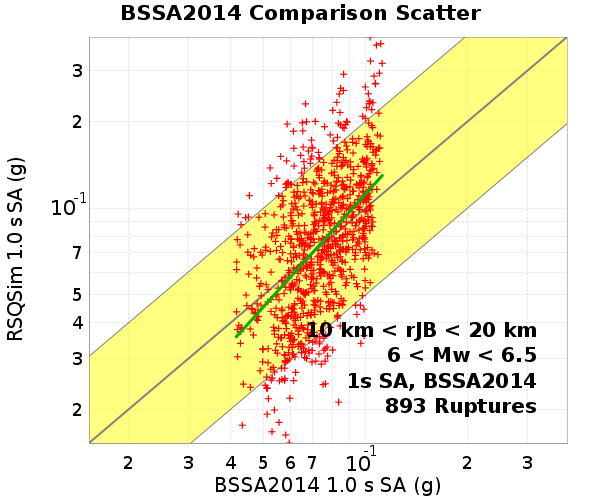 BSSA2014 Comparison Scatter
RSQSim 1.0 s SA (g)
3
2
10^-1
7
5
4
3
2
10 km < rJB < 20 km
6 < Mw < 6.5
1s SA, BSSA2014
893 Ruptures
2 3 4 5 6 7 10^-1 2 3
BSSA2014 1.0 s SA (g)